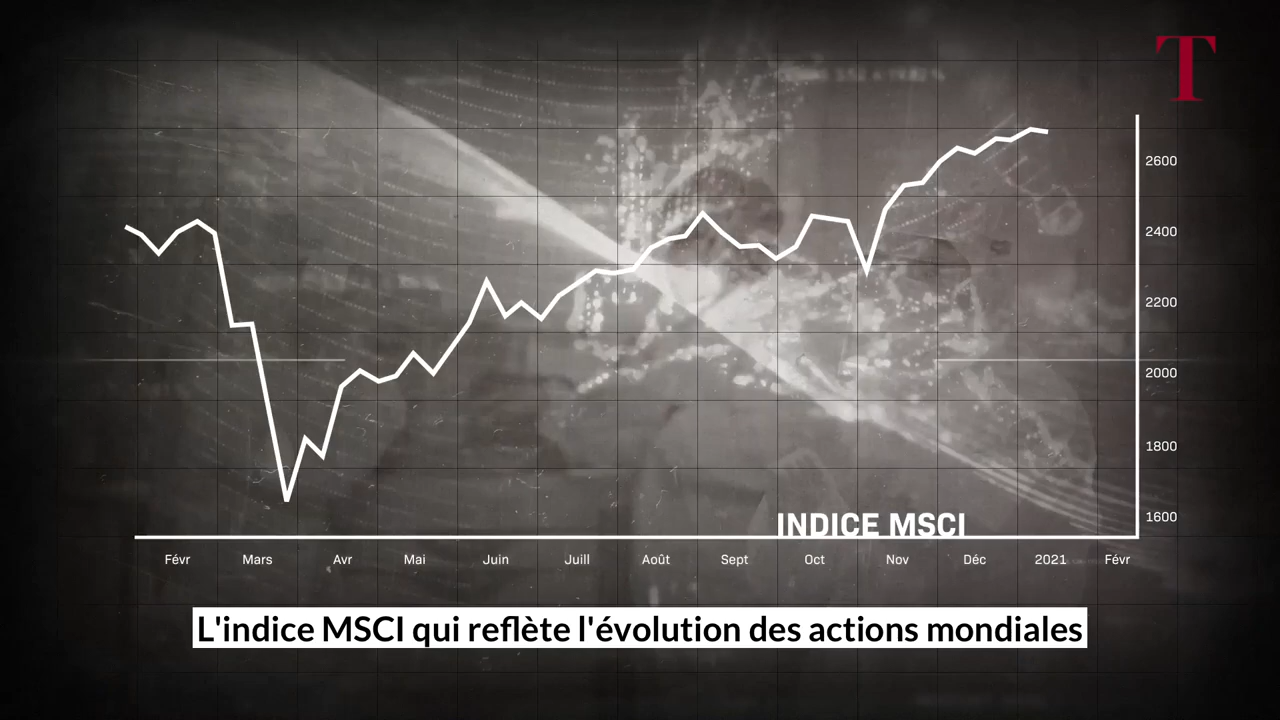 T
2600
2400
2200
2000
1800
1600
INDICE MSCI
Févr Mars Avr Mai Juin Juill Août Sept Oct Nov Déc 2021 Févr
L'indice MSCI qui reflète l'évolution des actions mondiales